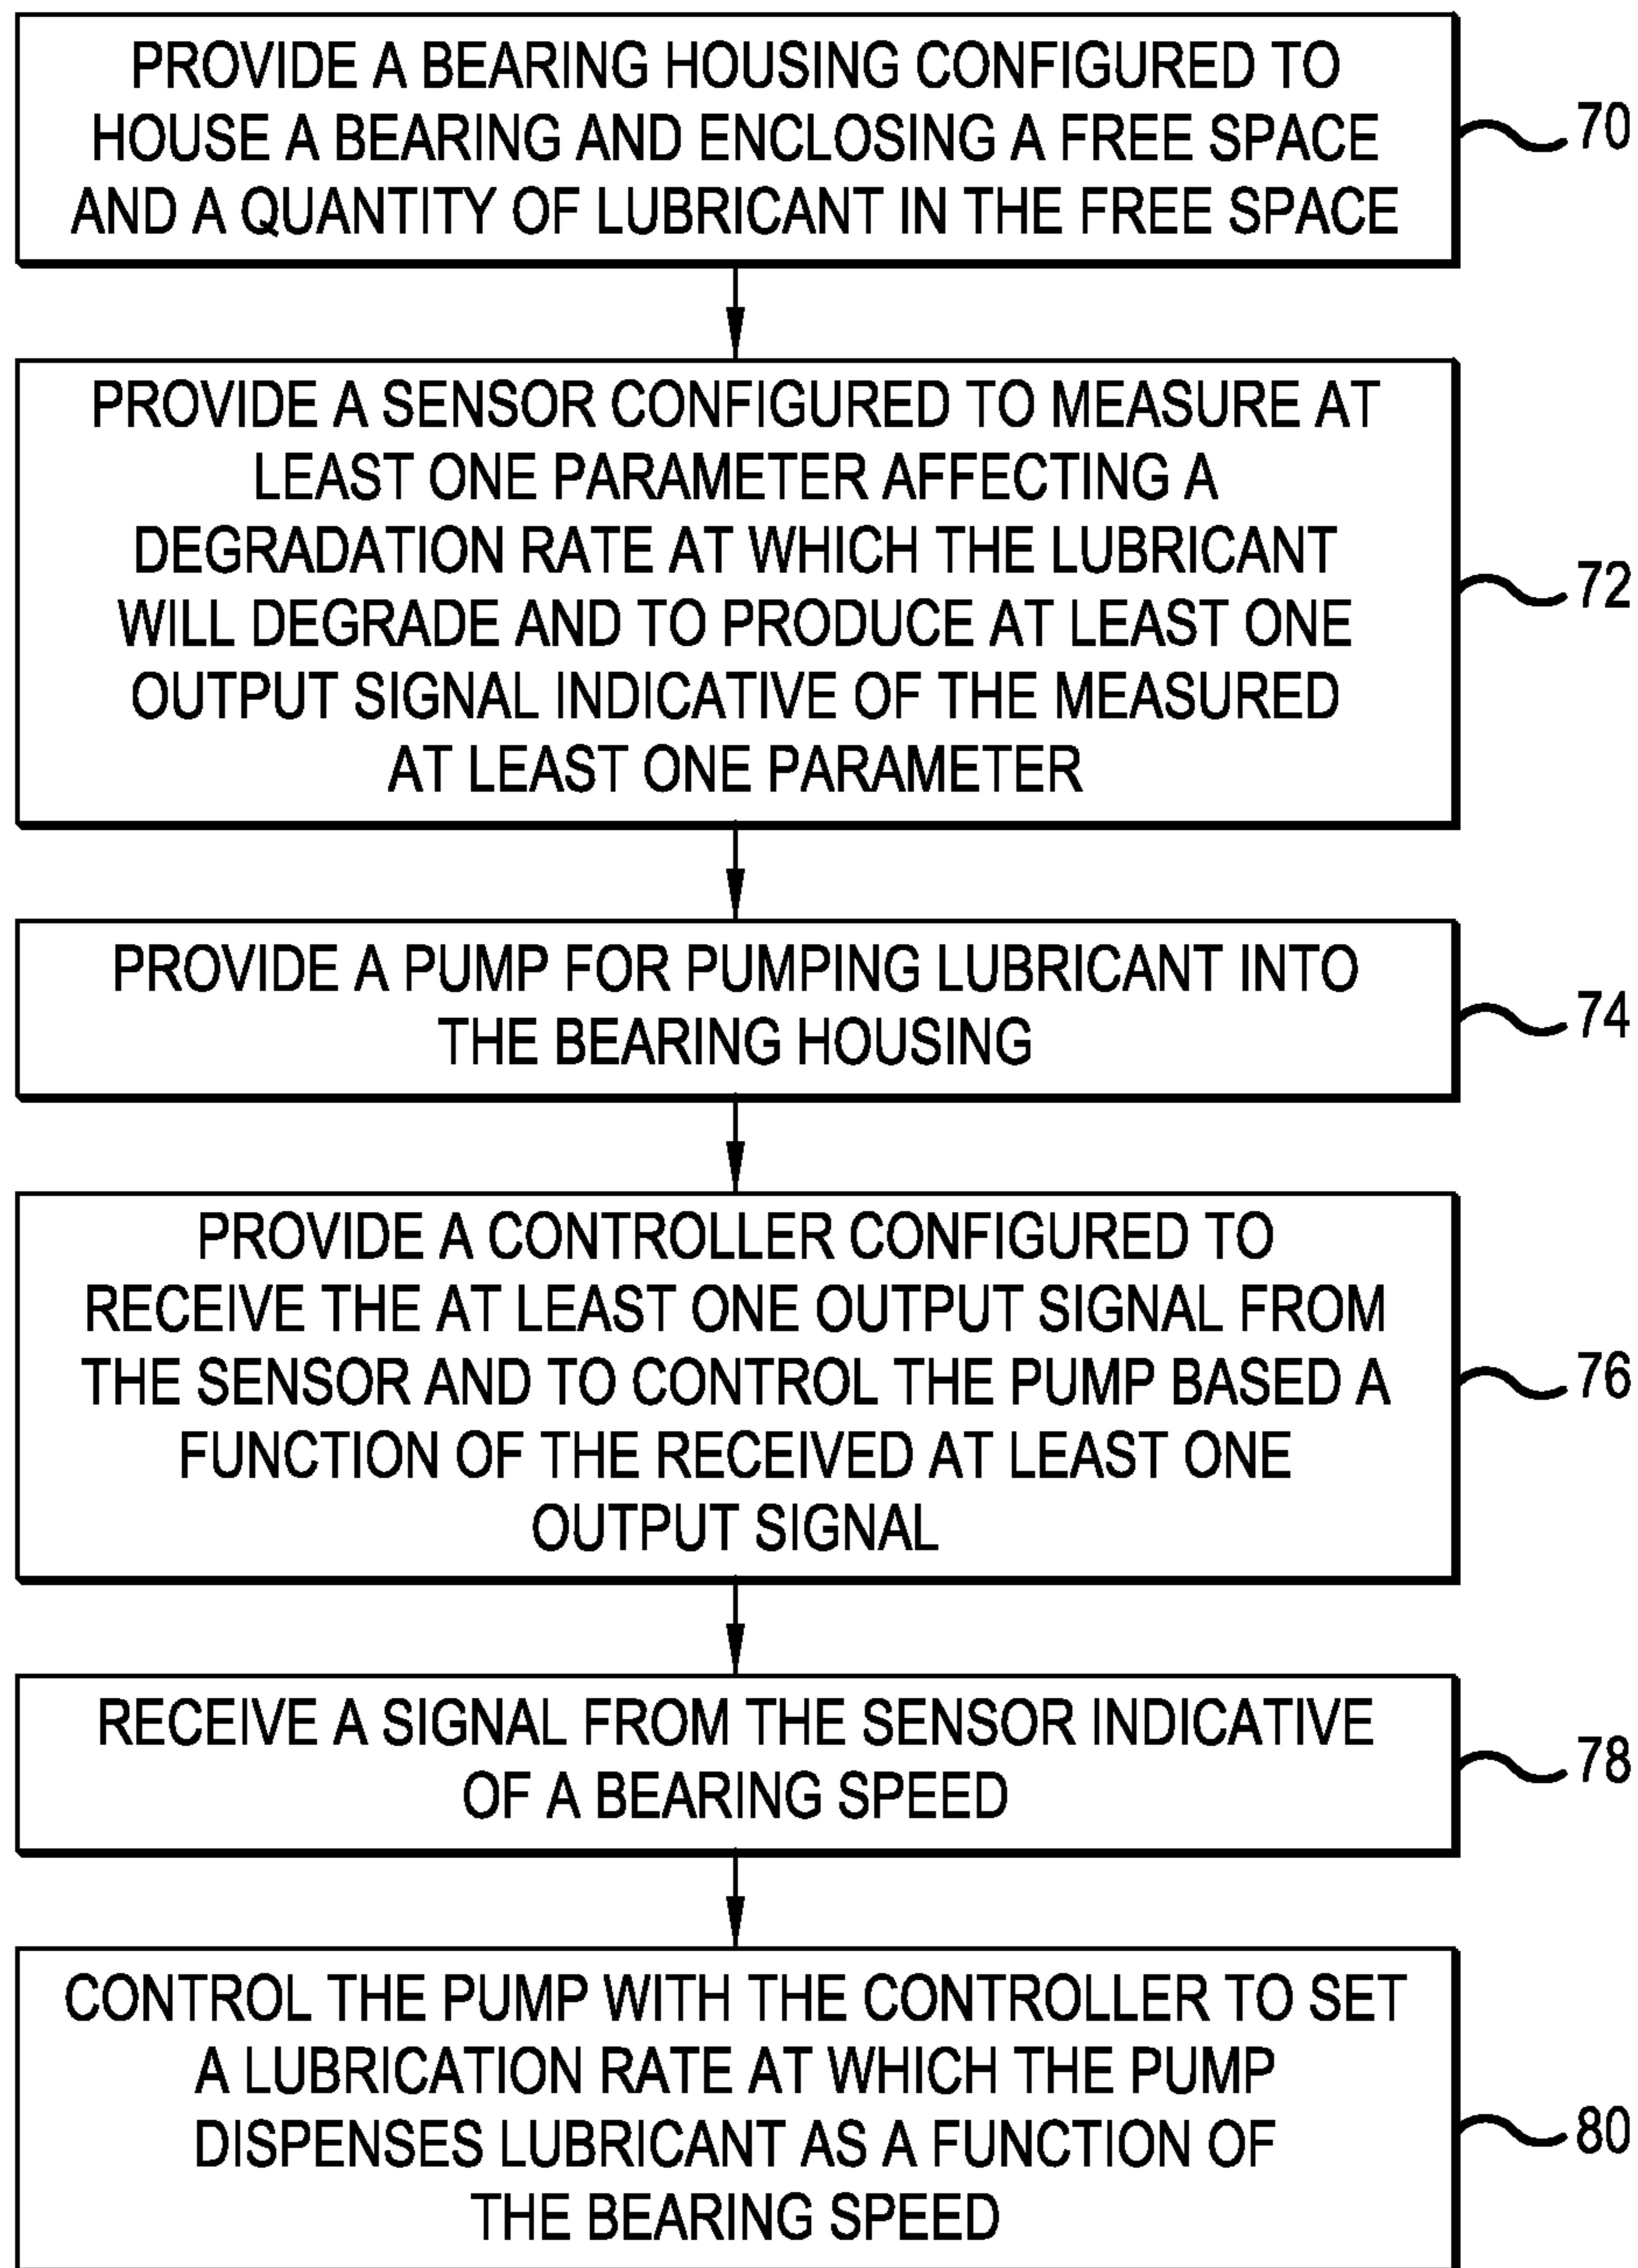 PROVIDE A BEARING HOUSING CONFIGURED TO
HOUSE A BEARING AND ENCLOSING A FREE SPACE
AND A QUANTITY OF LUBRICANT IN THE FREE SPACE
70
PROVIDE A SENSOR CONFIGURED TO MEASURE AT
LEAST ONE PARAMETER AFFECTING A
DEGRADATION RATE AT WHICH THE LUBRICANT
WILL DEGRADE AND TO PRODUCE AT LEAST ONE
OUTPUT SIGNAL INDICATIVE OF THE MEASURED
AT LEAST ONE PARAMETER
72
PROVIDE A PUMP FOR PUMPING LUBRICANT INTO
THE BEARING HOUSING
74
PROVIDE A CONTROLLER CONFIGURED TO
RECEIVE THE AT LEAST ONE OUTPUT SIGNAL FROM
THE SENSOR AND TO CONTROL THE PUMP BASED A
FUNCTION OF THE RECEIVED AT LEAST ONE
OUTPUT SIGNAL
76
RECEIVE A SIGNAL FROM THE SENSOR INDICATIVE
OF A BEARING SPEED
78
CONTROL THE PUMP WITH THE CONTROLLER TO SET
A LUBRICATION RATE AT WHICH THE PUMP
DISPENSES LUBRICANT AS A FUNCTION OF
THE BEARING SPEED
80